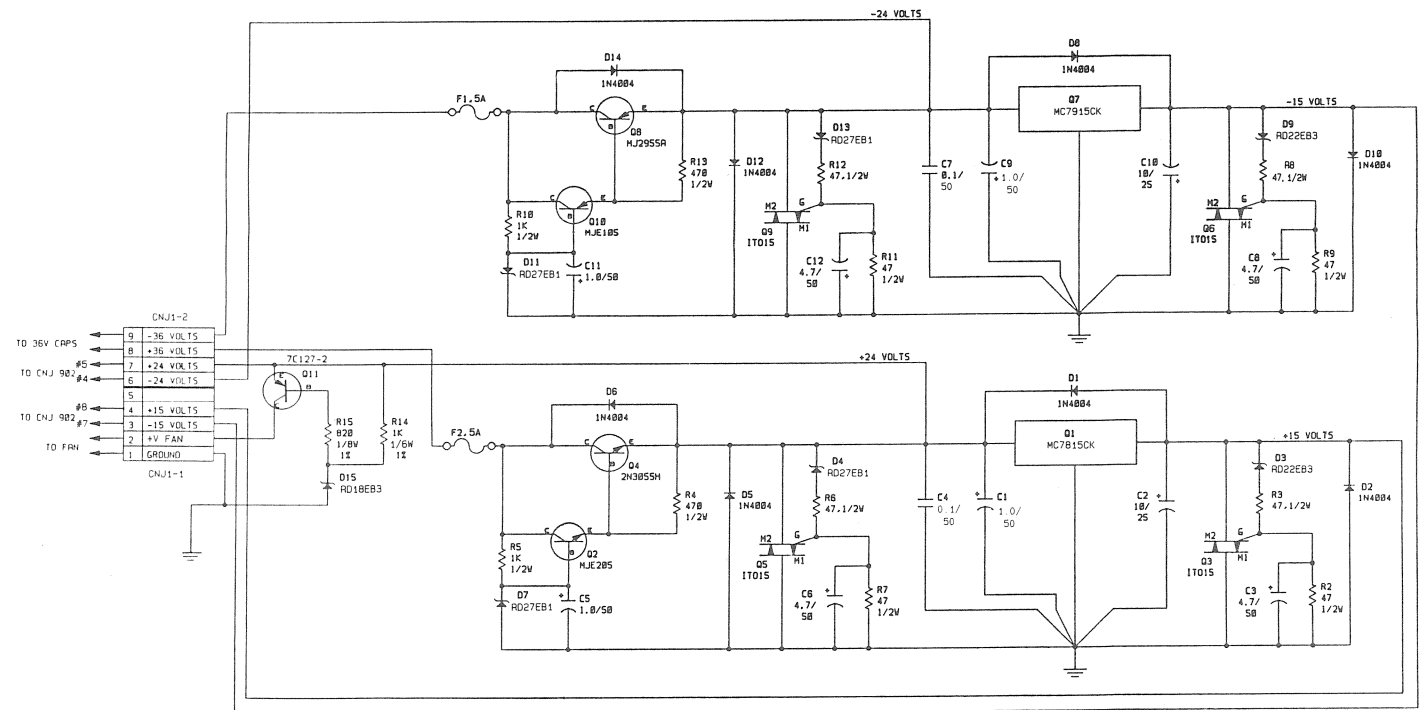 -24 VOLTS
D14
1N4004
D8
1N4004
F1.5A
C
E
B
Q8
MJ2955A
Q7
MC7915CK
-15 VOLTS
D13
RD27EB1
D9
RD22EB3
R13
470
1/2W
D12
1N4004
R12
47,1/2W
C7
0.1/
50
C9
+ 1.0/
50
C10
10/
25
+
R8
47,1/2W
D10
1N4004
C
E
B
Q10
MJE105
R10
1K
1/2W
M2
G
M1
Q9
ITO15
M2
G
M1
Q6
ITO15
D11
RD27EB1
C11
+ 1.0/50
C12
4.7/
50
+
R11
47
1/2W
C8
4.7/
50
+
R9
47
1/2W
CNJ1-2
TO 36V CAPS
9 -36 VOLTS
8 +36 VOLTS
#5 7 +24 VOLTS
TO CNJ 902
#4 6 -24 VOLTS
5
#8 4 +15 VOLTS
TO CNJ 902
#7 3 -15 VOLTS
2 +V FAN
TO FAN
1 GROUND
CNJ1-1
7C127-2
E
B
C
Q11
R15
820
1/8W
1%
R14
1K
1/6W
1%
D15
RD18EB3
+24 VOLTS
D6
1N4004
D1
1N4004
F2.5A
C
E
B
Q4
2N3055H
Q1
MC7815CK
+15 VOLTS
D4
RD27EB1
D3
RD22EB3
R4
470
1/2W
D5
1N4004
R6
47,1/2W
C4
0.1/
50
+
C1
1.0/
50
C2
10/
25
+
R3
47,1/2W
D2
1N4004
C
E
B
Q2
MJE205
R5
1K
1/2W
M2
G
M1
Q5
ITO15
M2
G
M1
Q3
ITO15
D7
RD27EB1
+ C5
1.0/50
C6
4.7/
50
+
R7
47
1/2W
C3
4.7/
50
+
R2
47
1/2W